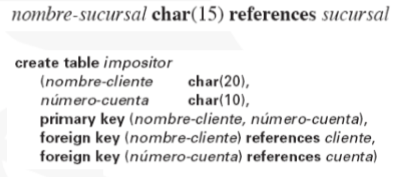 nombre-sucursal char(15) references sucursal
create table impositor
(nombre-cliente char(20),
número-cuenta char(10),
primary key (nombre-cliente, número-cuenta),
foreign key (nombre-cliente) references cliente,
foreign key (número-cuenta) references cuenta)